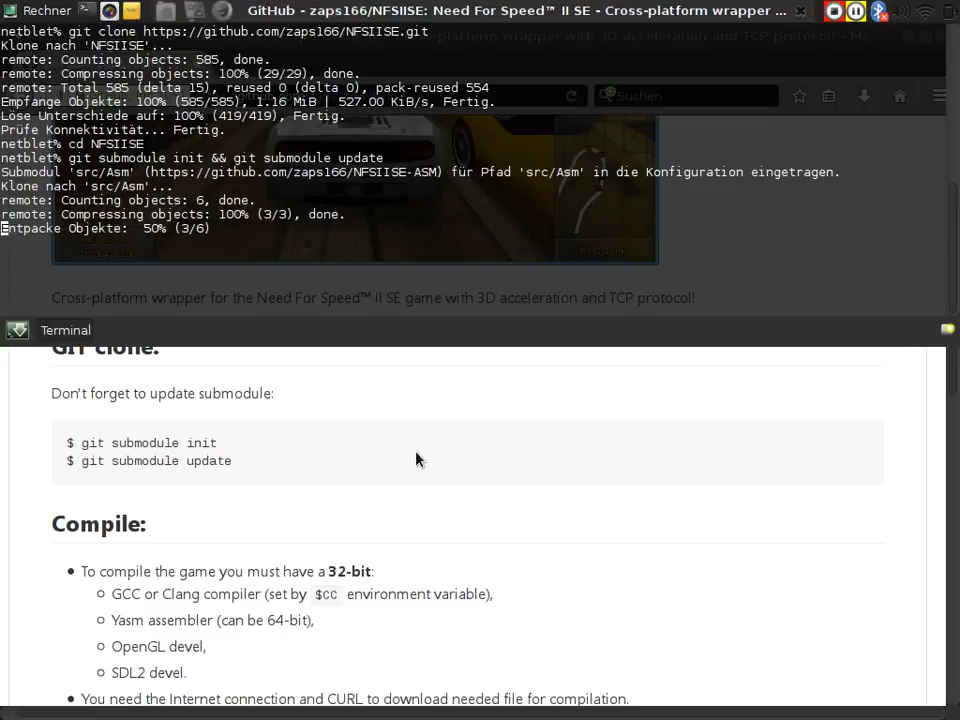 Rechner
GitHub - zaps166/NFSIISE: Need For Speed™ II SE - Cross-platform wrapper ...
netblet% git clone https://github.com/zaps166/NFSIISE.git
Klone nach 'NFSIISE'...
remote: Counting objects: 585, done.
remote: Compressing objects: 100% (29/29), done.
remote: Total 585 (delta 15), reused 0 (delta 0), pack-reused 554
Empfange Objekte: 100% (585/585), 1.16 MiB | 527.00 KiB/s, Fertig.
Löse Unterschiede auf: 100% (419/419), Fertig.
Prüfe Konnektivität... Fertig.
netblet% cd NFSIISE
netblet% git submodule init && git submodule update
Submodul 'src/Asm' (https://github.com/zaps166/NFSIISE-ASM) für Pfad 'src/Asm' in die Konfiguration eingetragen.
Klone nach 'src/Asm'...
remote: Counting objects: 6, done.
remote: Compressing objects: 100% (3/3), done.
Entpacke Objekte:  50% (3/6)
Suchen
Cross-platform wrapper for the Need For Speed™ II SE game with 3D acceleration and TCP protocol!
Terminal
GIT clone:
Don't forget to update submodule:
$ git submodule init
$ git submodule update
Compile:
To compile the game you must have a 32-bit:
GCC or Clang compiler (set by $CC environment variable),
Yasm assembler (can be 64-bit),
OpenGL devel,
SDL2 devel.
You need the Internet connection and CURL to download needed file for compilation.